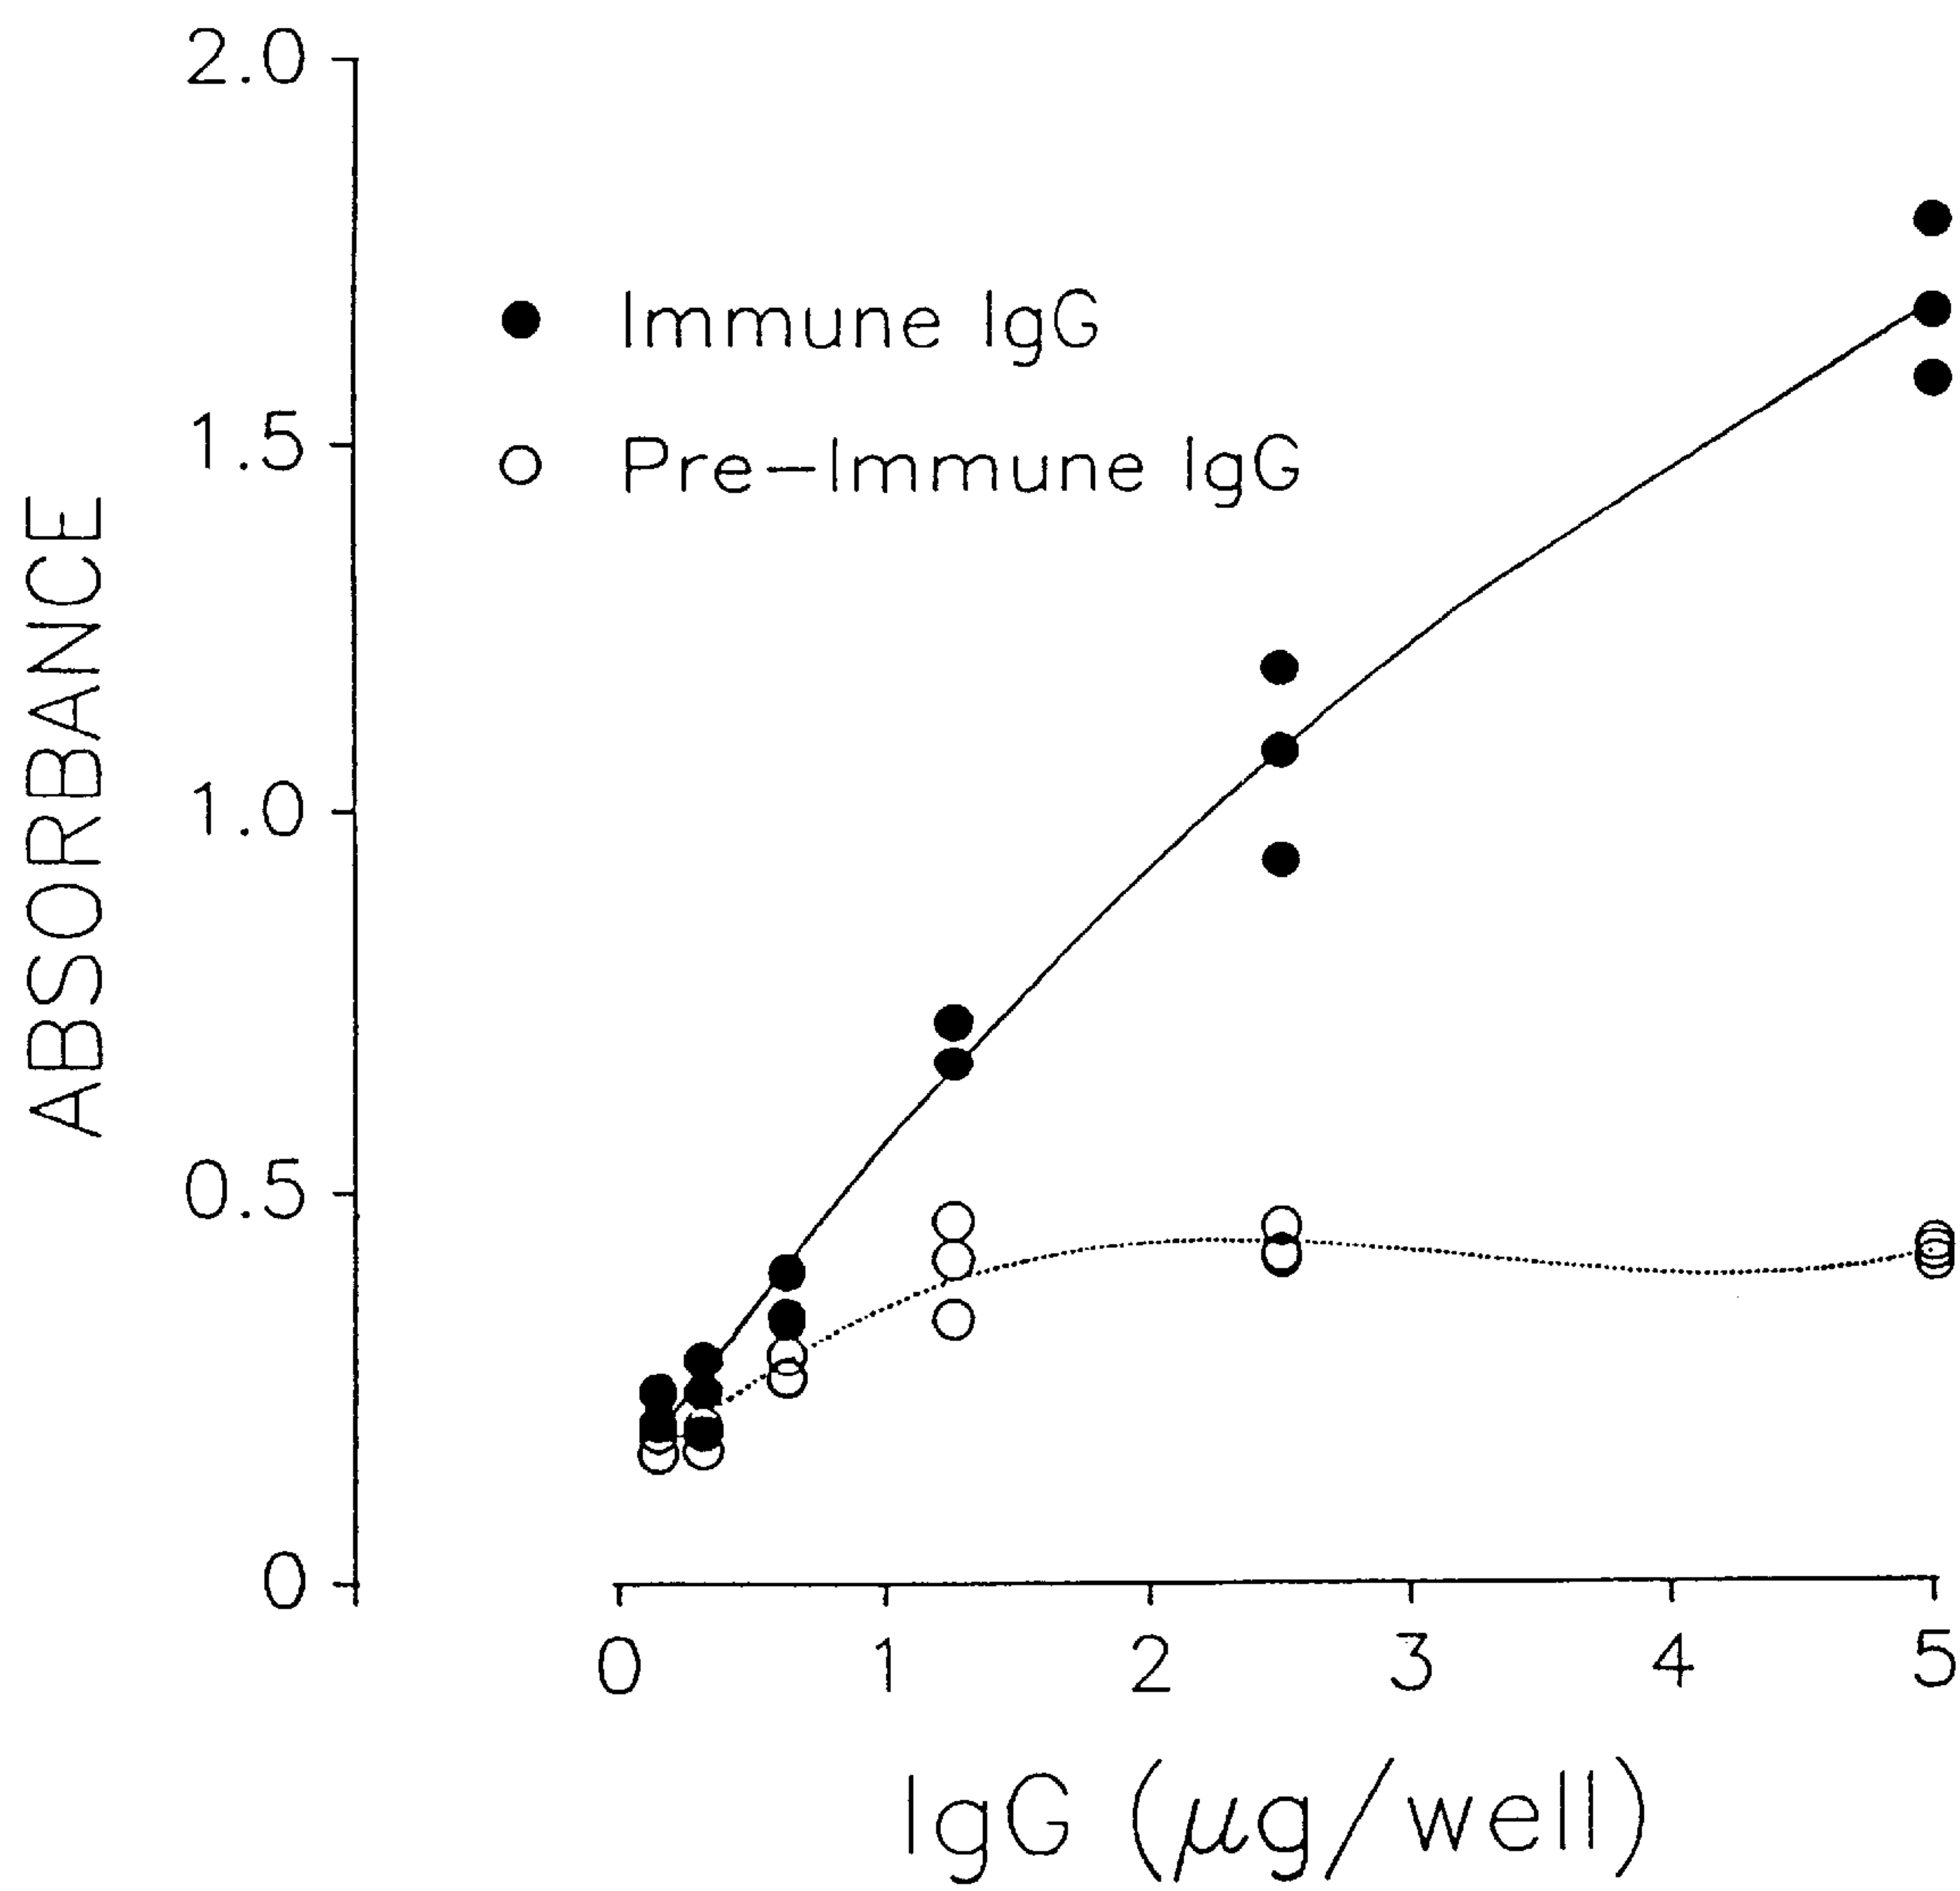 2.0
Immune IgG
1.5
Pre-Immune IgG
ABSORBANCE
1.0
0.5
0
0 1 2 3 4 5
IgG (μg/well)